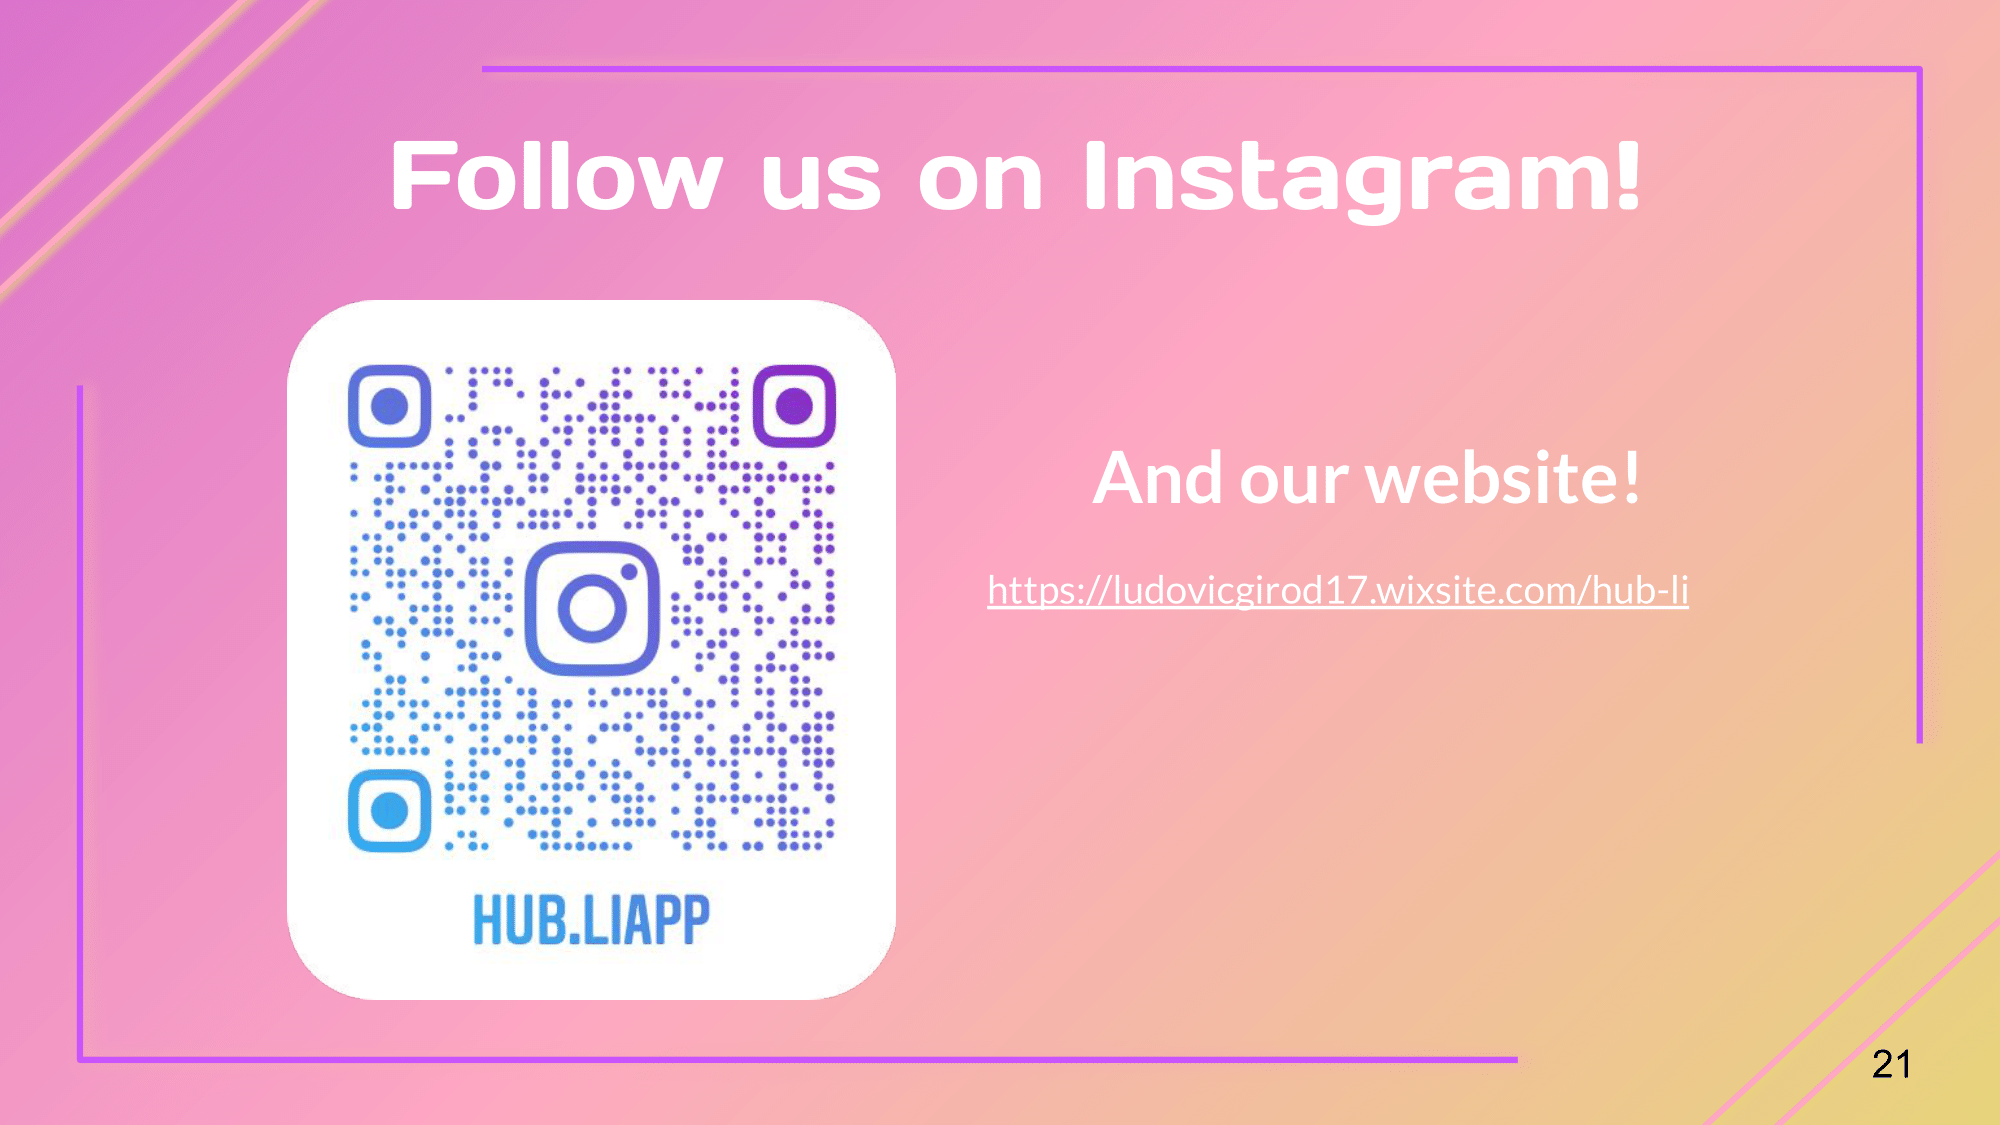 Follow us on Instagram!
And our website!
https://ludovicgirod17.wixsite.com/hub-li
HUB.LIAPP
21